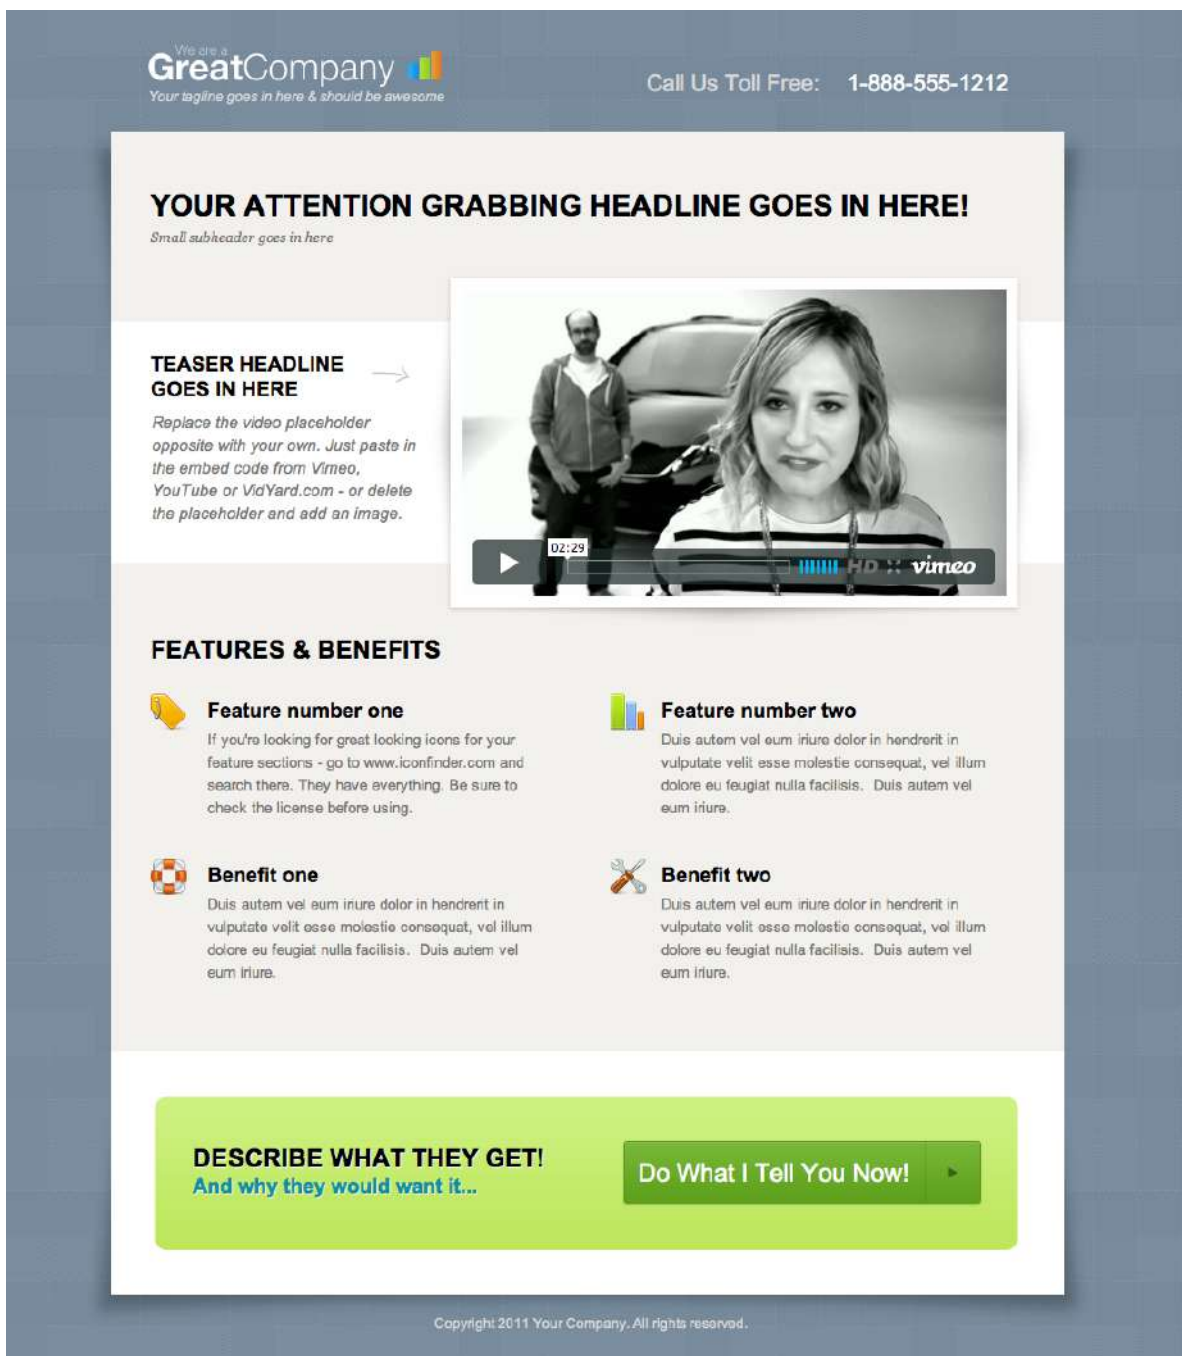 We are a
GreatCompany
Your tagline goes in here & should be awesome
Call Us Toll Free: 1-888-555-1212
YOUR ATTENTION GRABBING HEADLINE GOES IN HERE!
Small subheader goes in here
TEASER HEADLINE
GOES IN HERE
Replace the video placeholder
opposite with your own. Just paste in
the embed code from Vimeo,
YouTube or VidYard.com - or delete
the placeholder and add an image.
02:29
HD vimeo
FEATURES & BENEFITS
Feature number one
If you're looking for great looking icons for your
feature sections - go to www.iconfinder.com and
search there. They have everything. Be sure to
check the license before using.
Feature number two
Duis autem vel eum iriure dolor in hendrerit in
vulputate velit esse molestie consequat, vel illum
dolore eu feugiat nulla facilisis. Duis autem vel
eum iriure.
Benefit one
Duis autem vel eum iriure dolor in hendrerit in
vulputate velit esse molestie consequat, vel illum
dolore eu feugiat nulla facilisis. Duis autem vel
eum iriure.
Benefit two
Duis autem vel eum iriure dolor in hendrerit in
vulputate velit esse molestie consequat, vel illum
dolore eu feugiat nulla facilisis. Duis autem vel
eum iriure.
DESCRIBE WHAT THEY GET!
And why they would want it...
Do What I Tell You Now!
Copyright 2011 Your Company. All rights reserved.